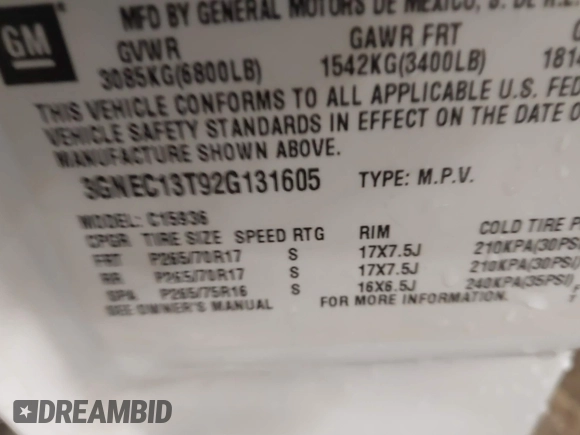 MFD BY GENERAL MOTORS DE MEXICO, S. DE R.L.
GM
GVWR GAWR FRT
3085KG(6800LB) 1542KG(3400LB) 181
THIS VEHICLE CONFORMS TO ALL APPLICABLE U.S. FED
VEHICLE SAFETY STANDARDS IN EFFECT ON THE DATE O
MANUFACTURE SHOWN ABOVE.
3GNEC13T92G131605 TYPE: M.P.V.
MODEL: C15936
CPGR TIRE SIZE SPEED RTG RIM COLD TIRE P
FRT P265/70R17 S 17X7.5J 210KPA(30PSI)
RR P265/70R17 S 17X7.5J 210KPA(30PSI)
SPA P265/75R16 S 16X6.5J 240KPA(35PSI)
SEE OWNER'S MANUAL FOR MORE INFORMATION.
DREAMBID